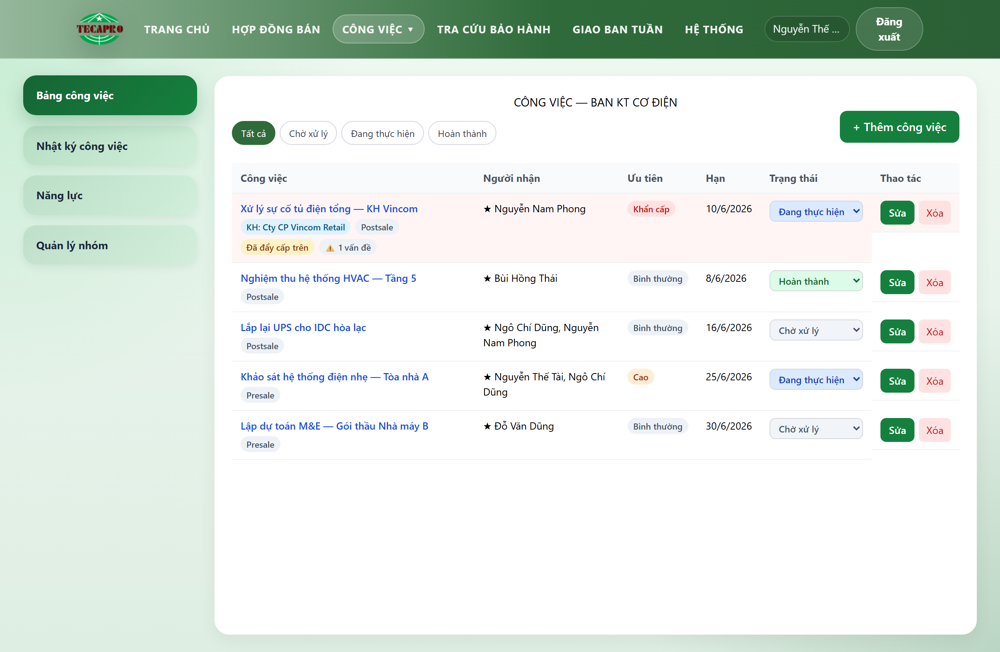 TECAPRO
TRANG CHỦ
HỢP ĐỒNG BÁN
CÔNG VIỆC ▼
TRA CỨU BẢO HÀNH
GIAO BAN TUẦN
HỆ THỐNG
Nguyễn Thế ...
Đăng
xuất
Bảng công việc
Nhật ký công việc
Năng lực
Quản lý nhóm
CÔNG VIỆC — BAN KT CƠ ĐIỆN
Tất cả
Chờ xử lý
Đang thực hiện
Hoàn thành
+ Thêm công việc
Công việc Người nhận Ưu tiên Hạn Trạng thái Thao tác
Xử lý sự cố tủ điện tổng — KH Vincom ★ Nguyễn Nam Phong Khẩn cấp 10/6/2026 Đang thực hiện Sửa Xóa
KH: Cty CP Vincom Retail Postsale
Đã đẩy cấp trên ⚠ 1 vấn đề
Nghiệm thu hệ thống HVAC — Tầng 5 ★ Bùi Hồng Thái Bình thường 8/6/2026 Hoàn thành Sửa Xóa
Postsale
Lắp lại UPS cho IDC hòa lạc ★ Ngô Chí Dũng, Nguyễn Bình thường 16/6/2026 Chờ xử lý Sửa Xóa
Postsale Nam Phong
Khảo sát hệ thống điện nhẹ — Tòa nhà A ★ Nguyễn Thế Tài, Ngô Chí Cao 25/6/2026 Đang thực hiện Sửa Xóa
Presale Dũng
Lập dự toán M&E — Gói thầu Nhà máy B ★ Đỗ Văn Dũng Bình thường 30/6/2026 Chờ xử lý Sửa Xóa
Presale